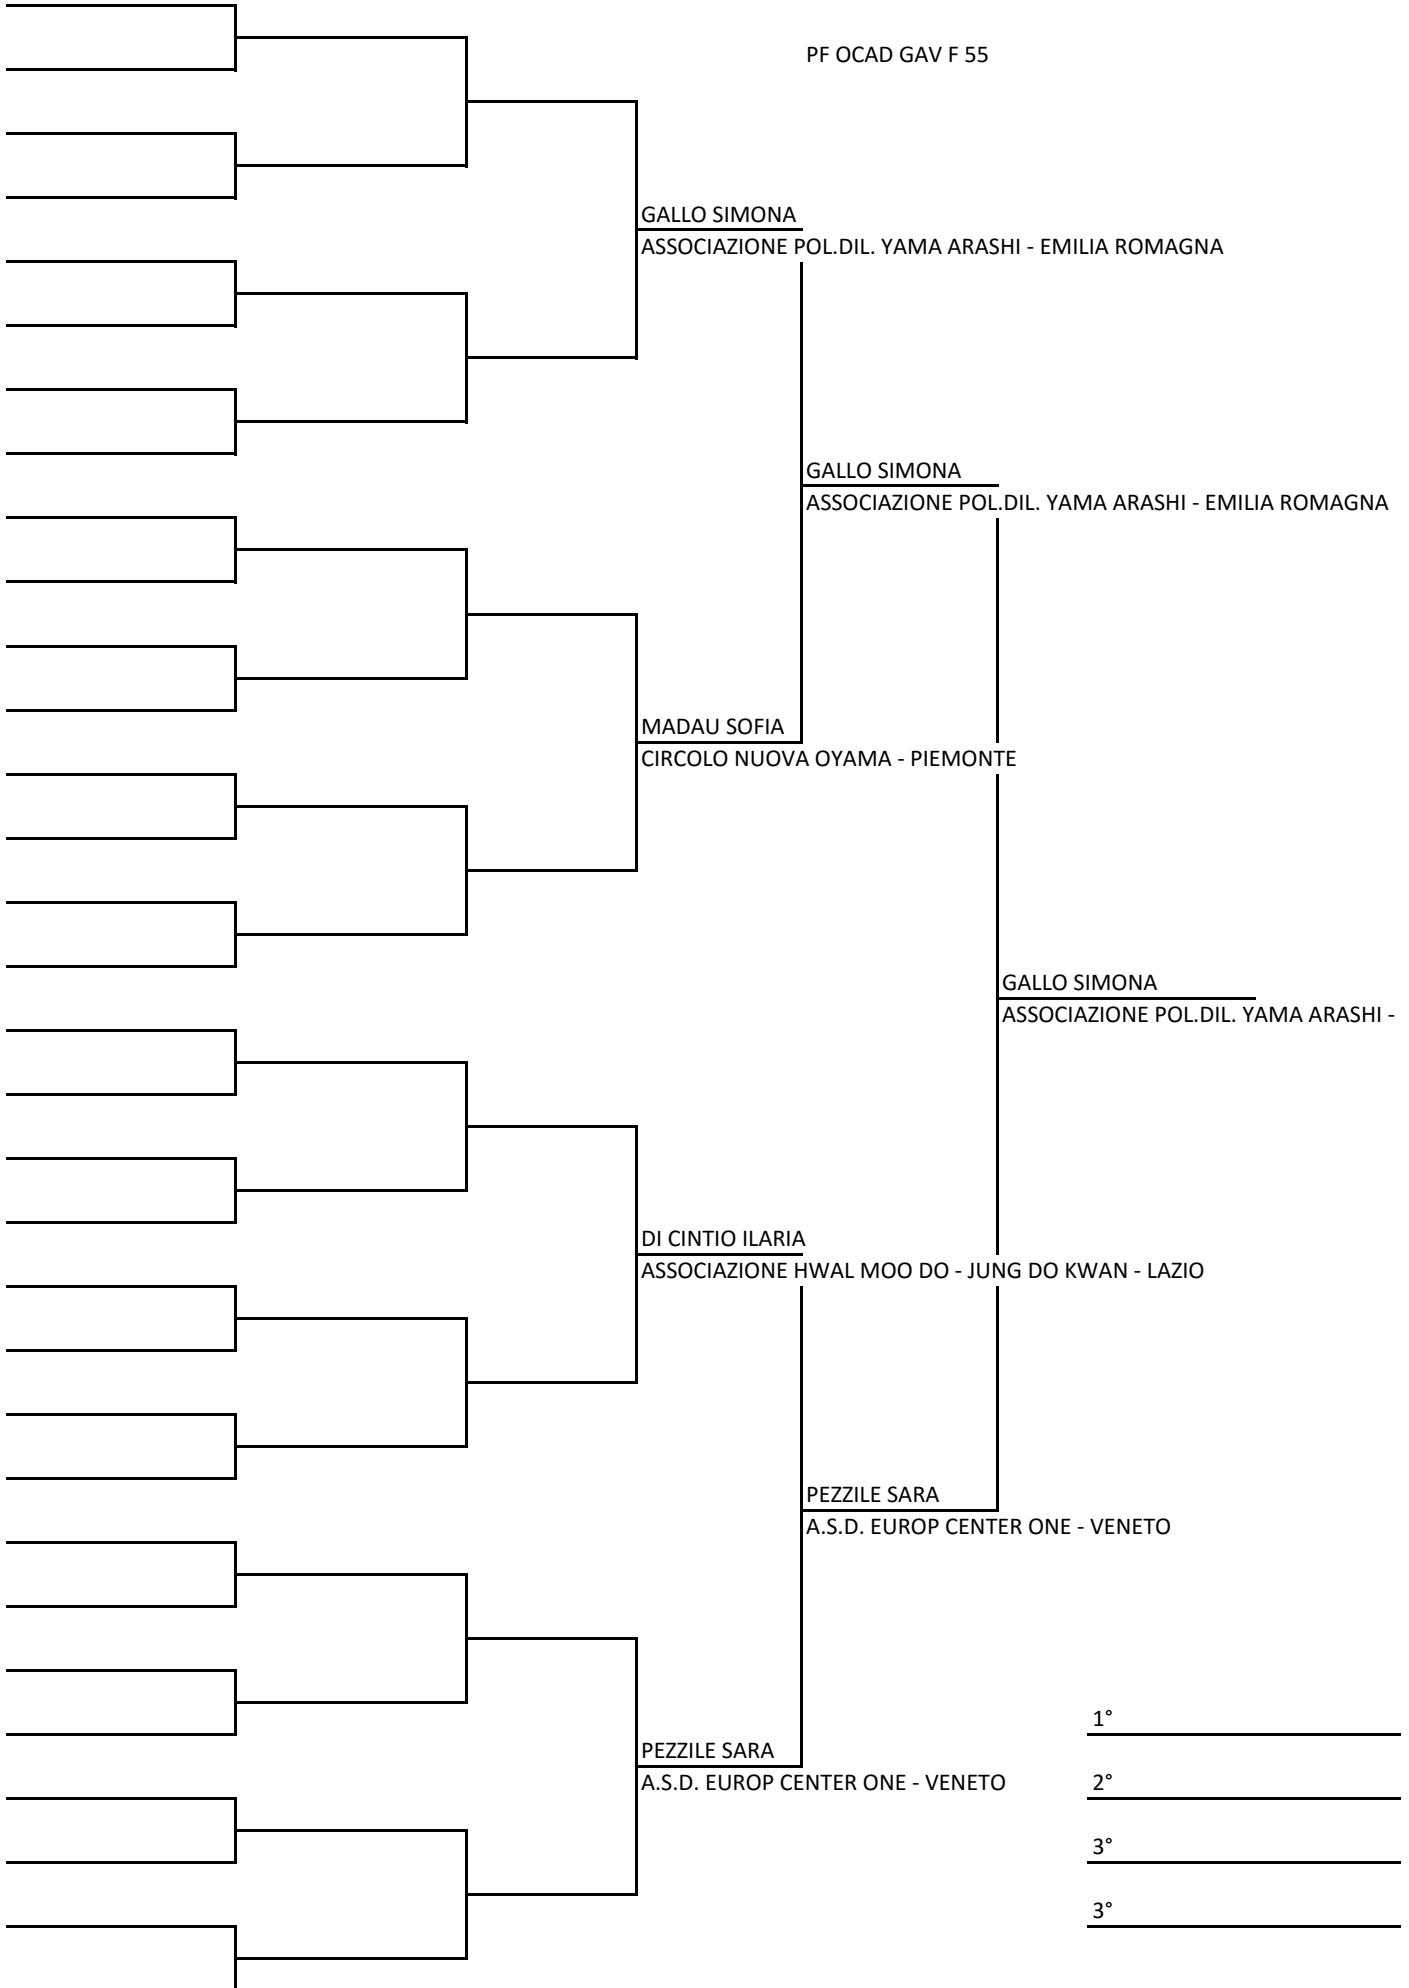 PF OCAD GAV F 55
GALLO SIMONA
ASSOCIAZIONE POL.DIL. YAMA ARASHI - EMILIA ROMAGNA
GALLO SIMONA
ASSOCIAZIONE POL.DIL. YAMA ARASHI - EMILIA ROMAGNA
MADAU SOFIA
CIRCOLO NUOVA OYAMA - PIEMONTE
GALLO SIMONA
ASSOCIAZIONE POL.DIL. YAMA ARASHI -
DI CINTIO ILARIA
ASSOCIAZIONE HWAL MOO DO - JUNG DO KWAN - LAZIO
PEZZILE SARA
A.S.D. EUROP CENTER ONE - VENETO
1°
PEZZILE SARA
A.S.D. EUROP CENTER ONE - VENETO
2°
3°
3°